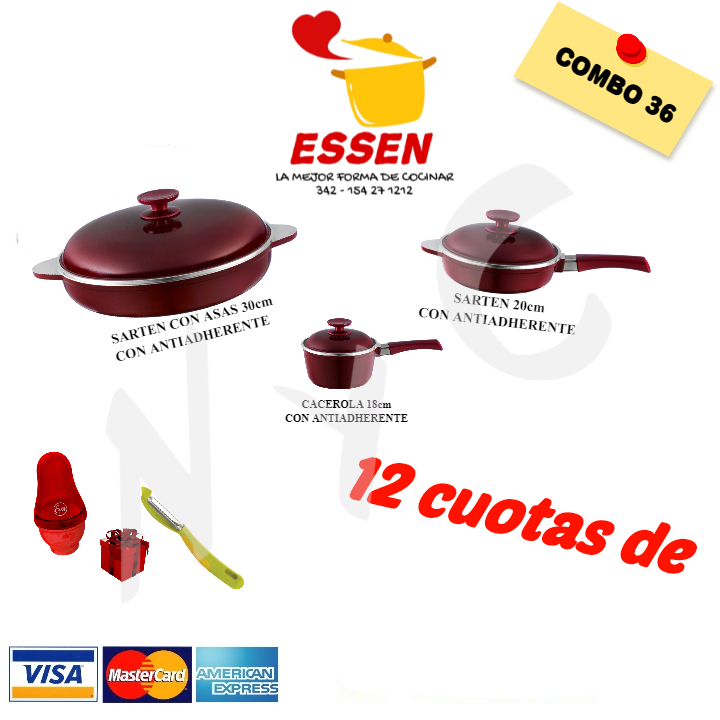 COMBO 36
ESSEN
LA MEJOR FORMA DE COCINAR
342 - 154 27 1212
SARTEN CON ASAS 30cm
CON ANTIADHERENTE
SARTEN 20cm
CON ANTIADHERENTE
CACEROLA 18cm
CON ANTIADHERENTE
N Y C
12 cuotas de
VISA
MasterCard
AMERICAN
EXPRESS